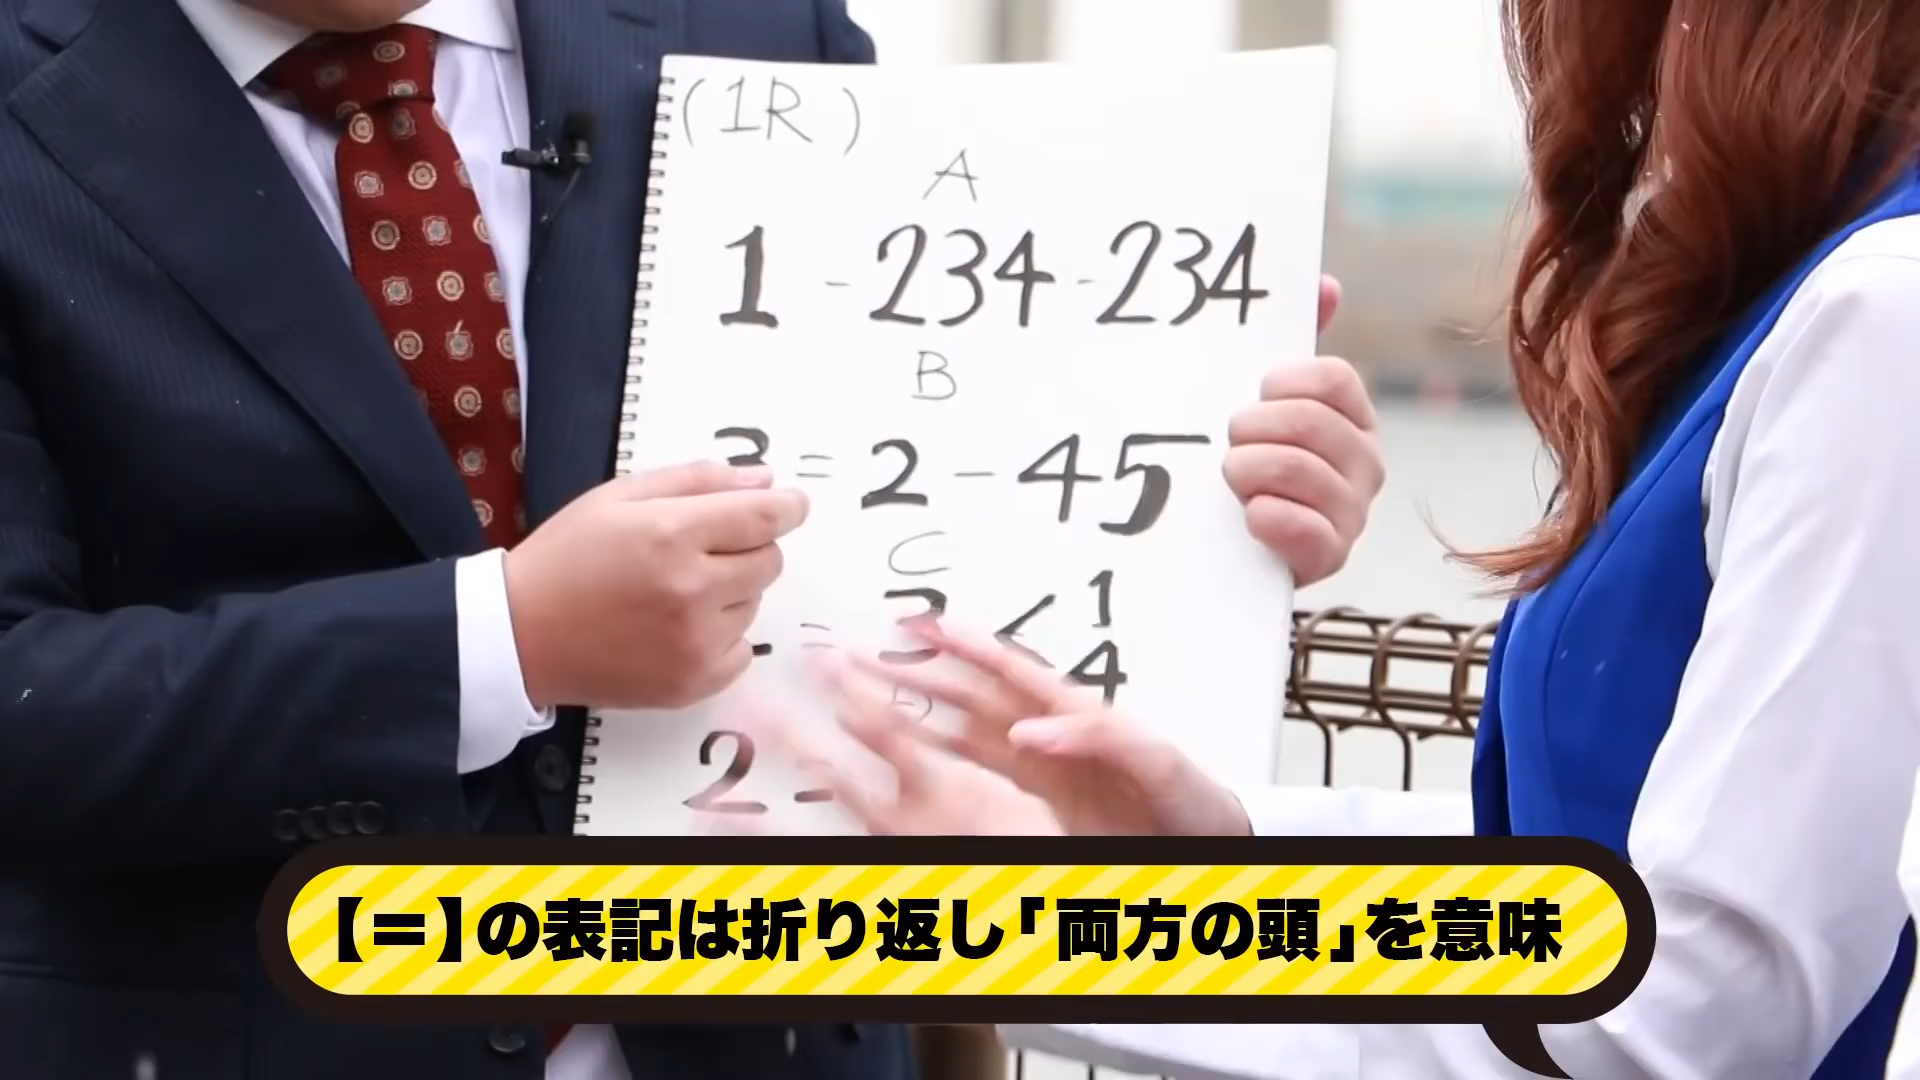 (1R)
A
1 - 234 - 234
B
3 = 2 - 45
C
= 3 < 1
4
2 -
【＝】の表記は折り返し「両方の頭」を意味